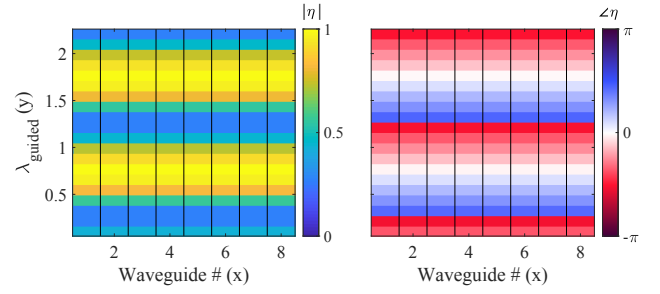 |η|
∠η
2
1.5
1
0.5
λguided (y)
1
0.5
0
π
0
-π
2 4 6 8
2 4 6 8
Waveguide # (x)
Waveguide # (x)